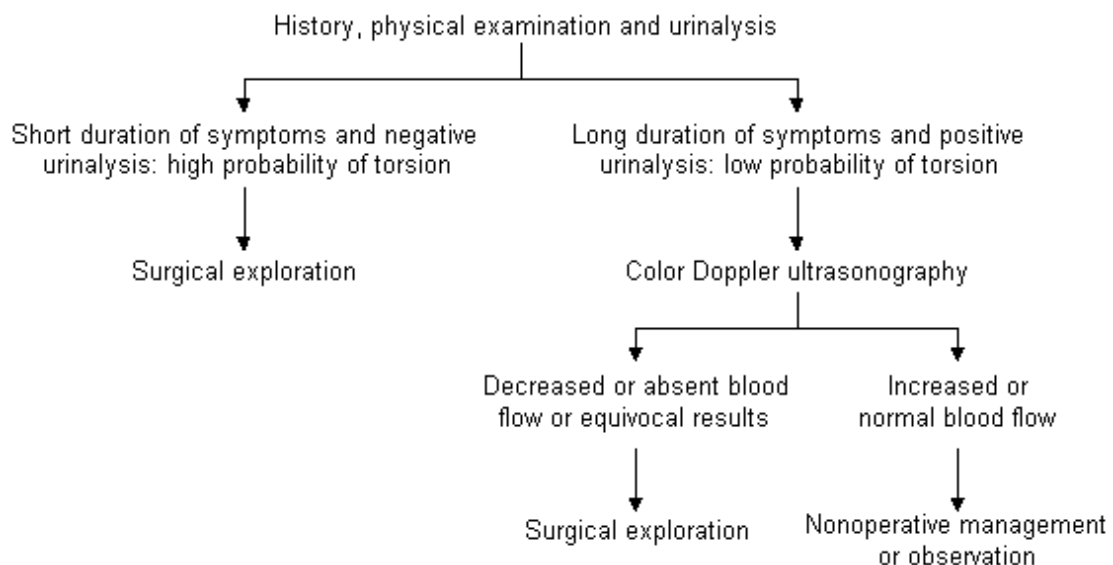 History, physical examination and urinalysis
Short duration of symptoms and negative
urinalysis: high probability of torsion
Long duration of symptoms and positive
urinalysis: low probability of torsion
Surgical exploration
Color Doppler ultrasonography
Decreased or absent blood
flow or equivocal results
Increased or
normal blood flow
Surgical exploration
Nonoperative management
or observation